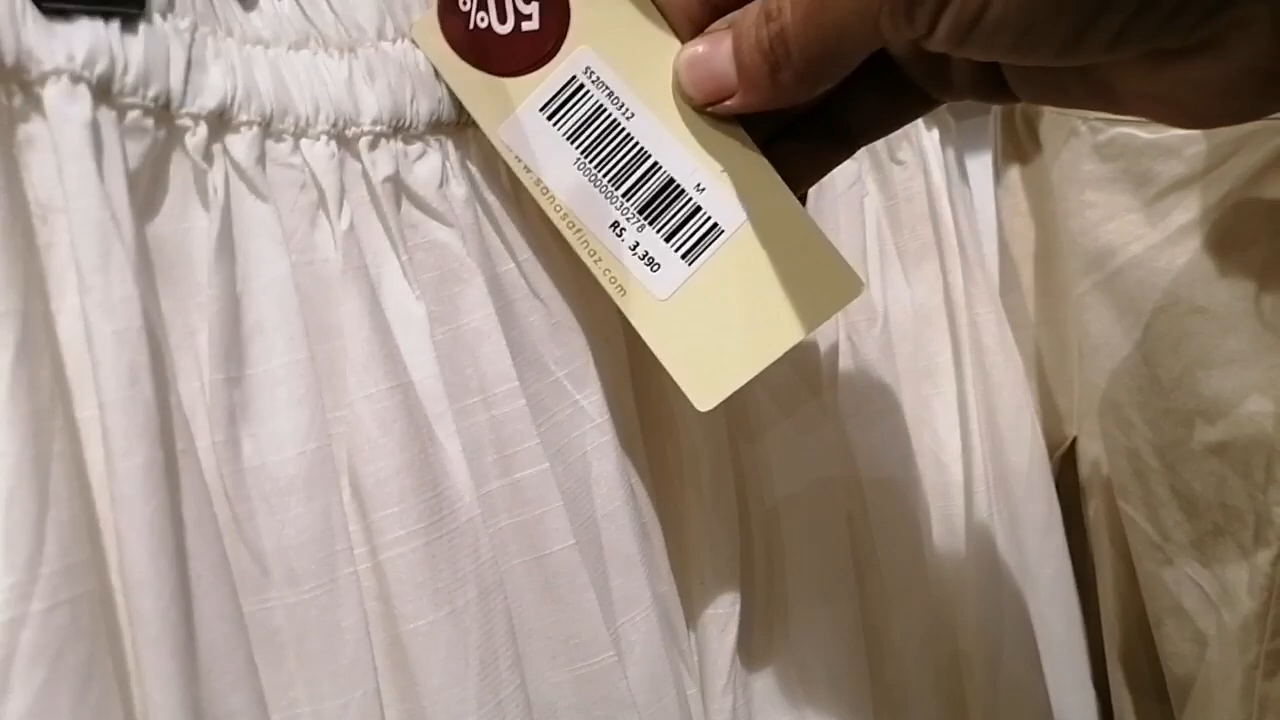 50%
SS20TRO312
M
1000000030278
RS. 3,390
www.sanasafinaz.com